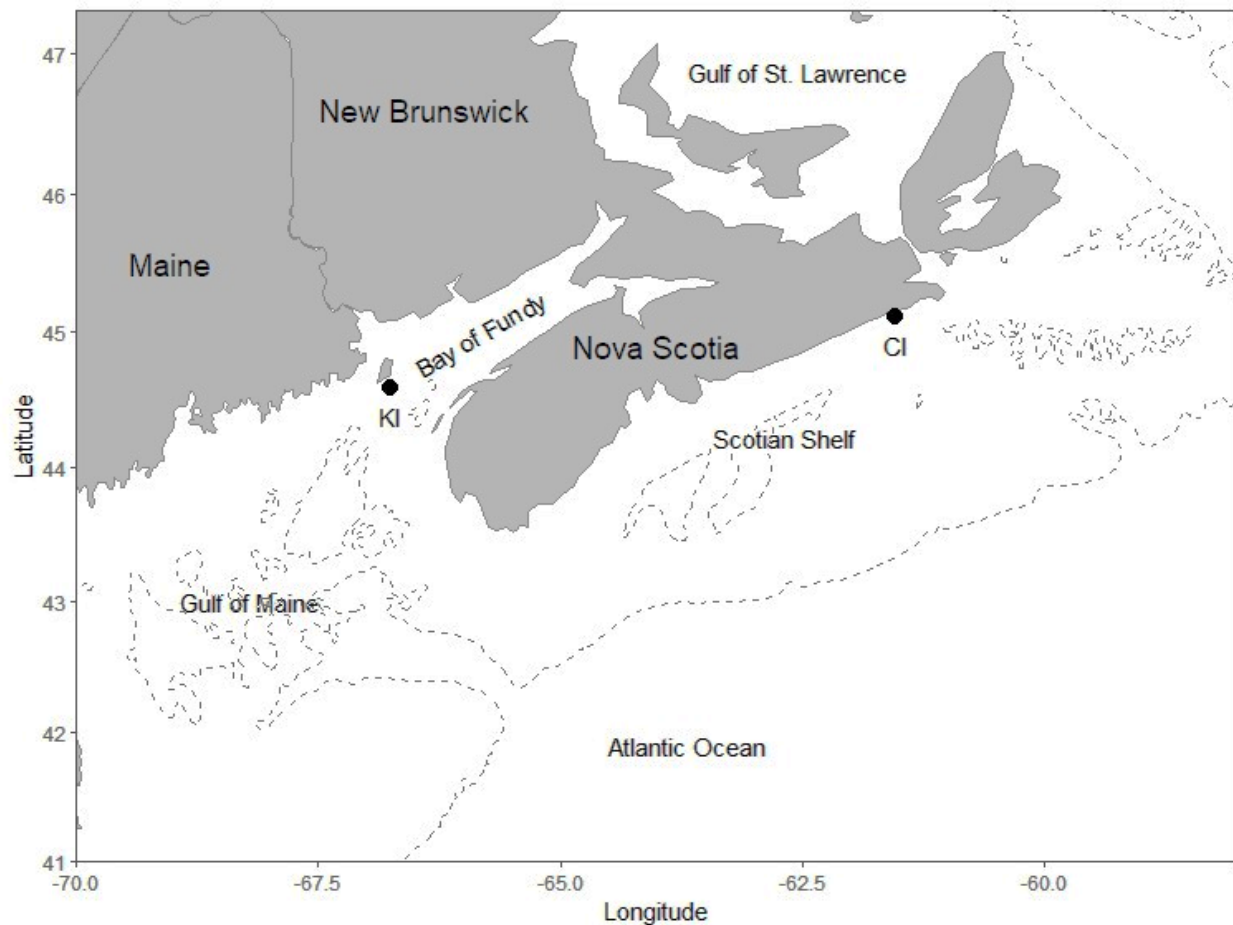 47
Gulf of St. Lawrence
New Brunswick
46
Maine
Bay of Fundy
45
Nova Scotia
CI
KI
Latitude
44
Scotian Shelf
43
Gulf of Maine
42
Atlantic Ocean
41
-70.0
-67.5
-65.0
-62.5
-60.0
Longitude